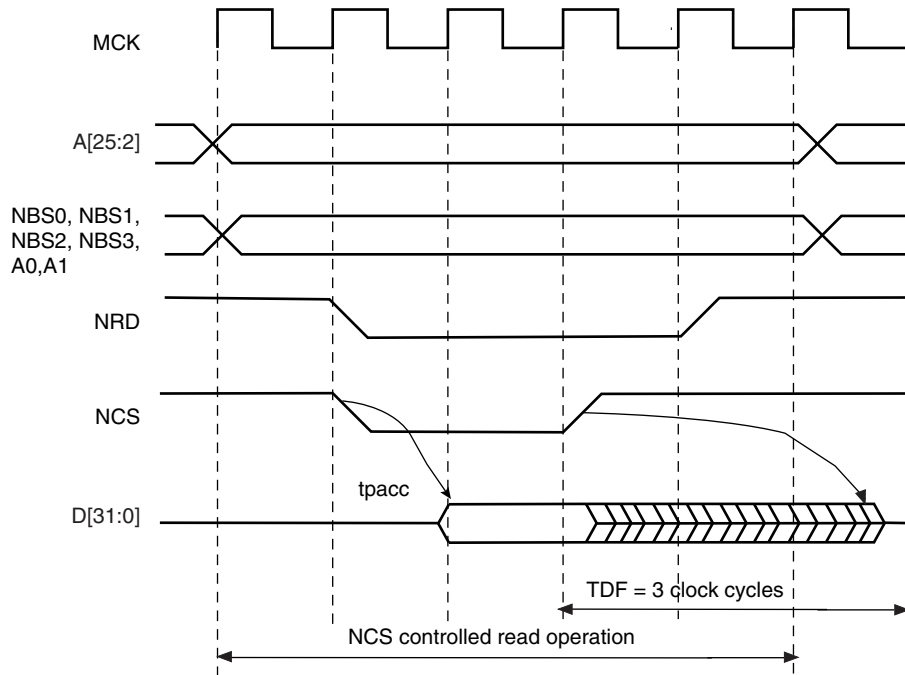 MCK
A[25:2]
NBS0, NBS1,
NBS2, NBS3,
A0,A1
NRD
NCS
tpacc
D[31:0]
TDF = 3 clock cycles
NCS controlled read operation